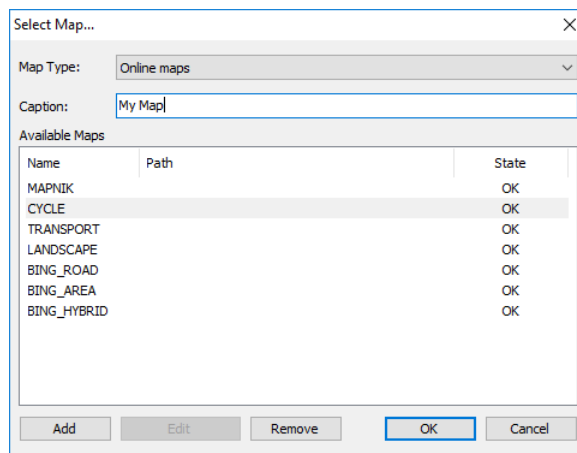 Select Map...
Map Type: Online maps
Caption: My Map
Available Maps
Name Path State
MAPNIK OK
CYCLE OK
TRANSPORT OK
LANDSCAPE OK
BING_ROAD OK
BING_AREA OK
BING_HYBRID OK
Add Edit Remove OK Cancel